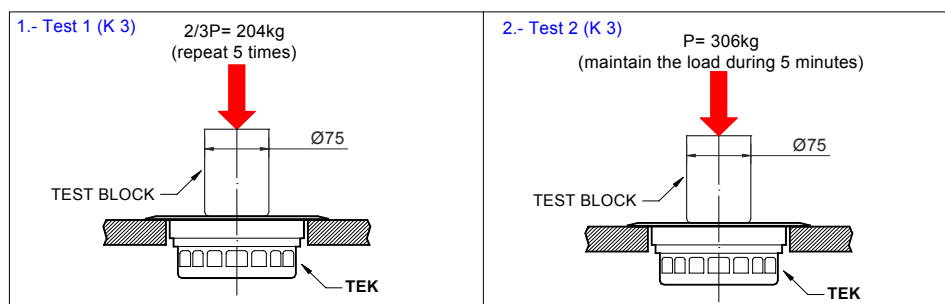 1.- Test 1 (K 3)
2/3P= 204kg
(repeat 5 times)
Ø75
TEST BLOCK
TEK
2.- Test 2 (K 3)
P= 306kg
(maintain the load during 5 minutes)
Ø75
TEST BLOCK
TEK